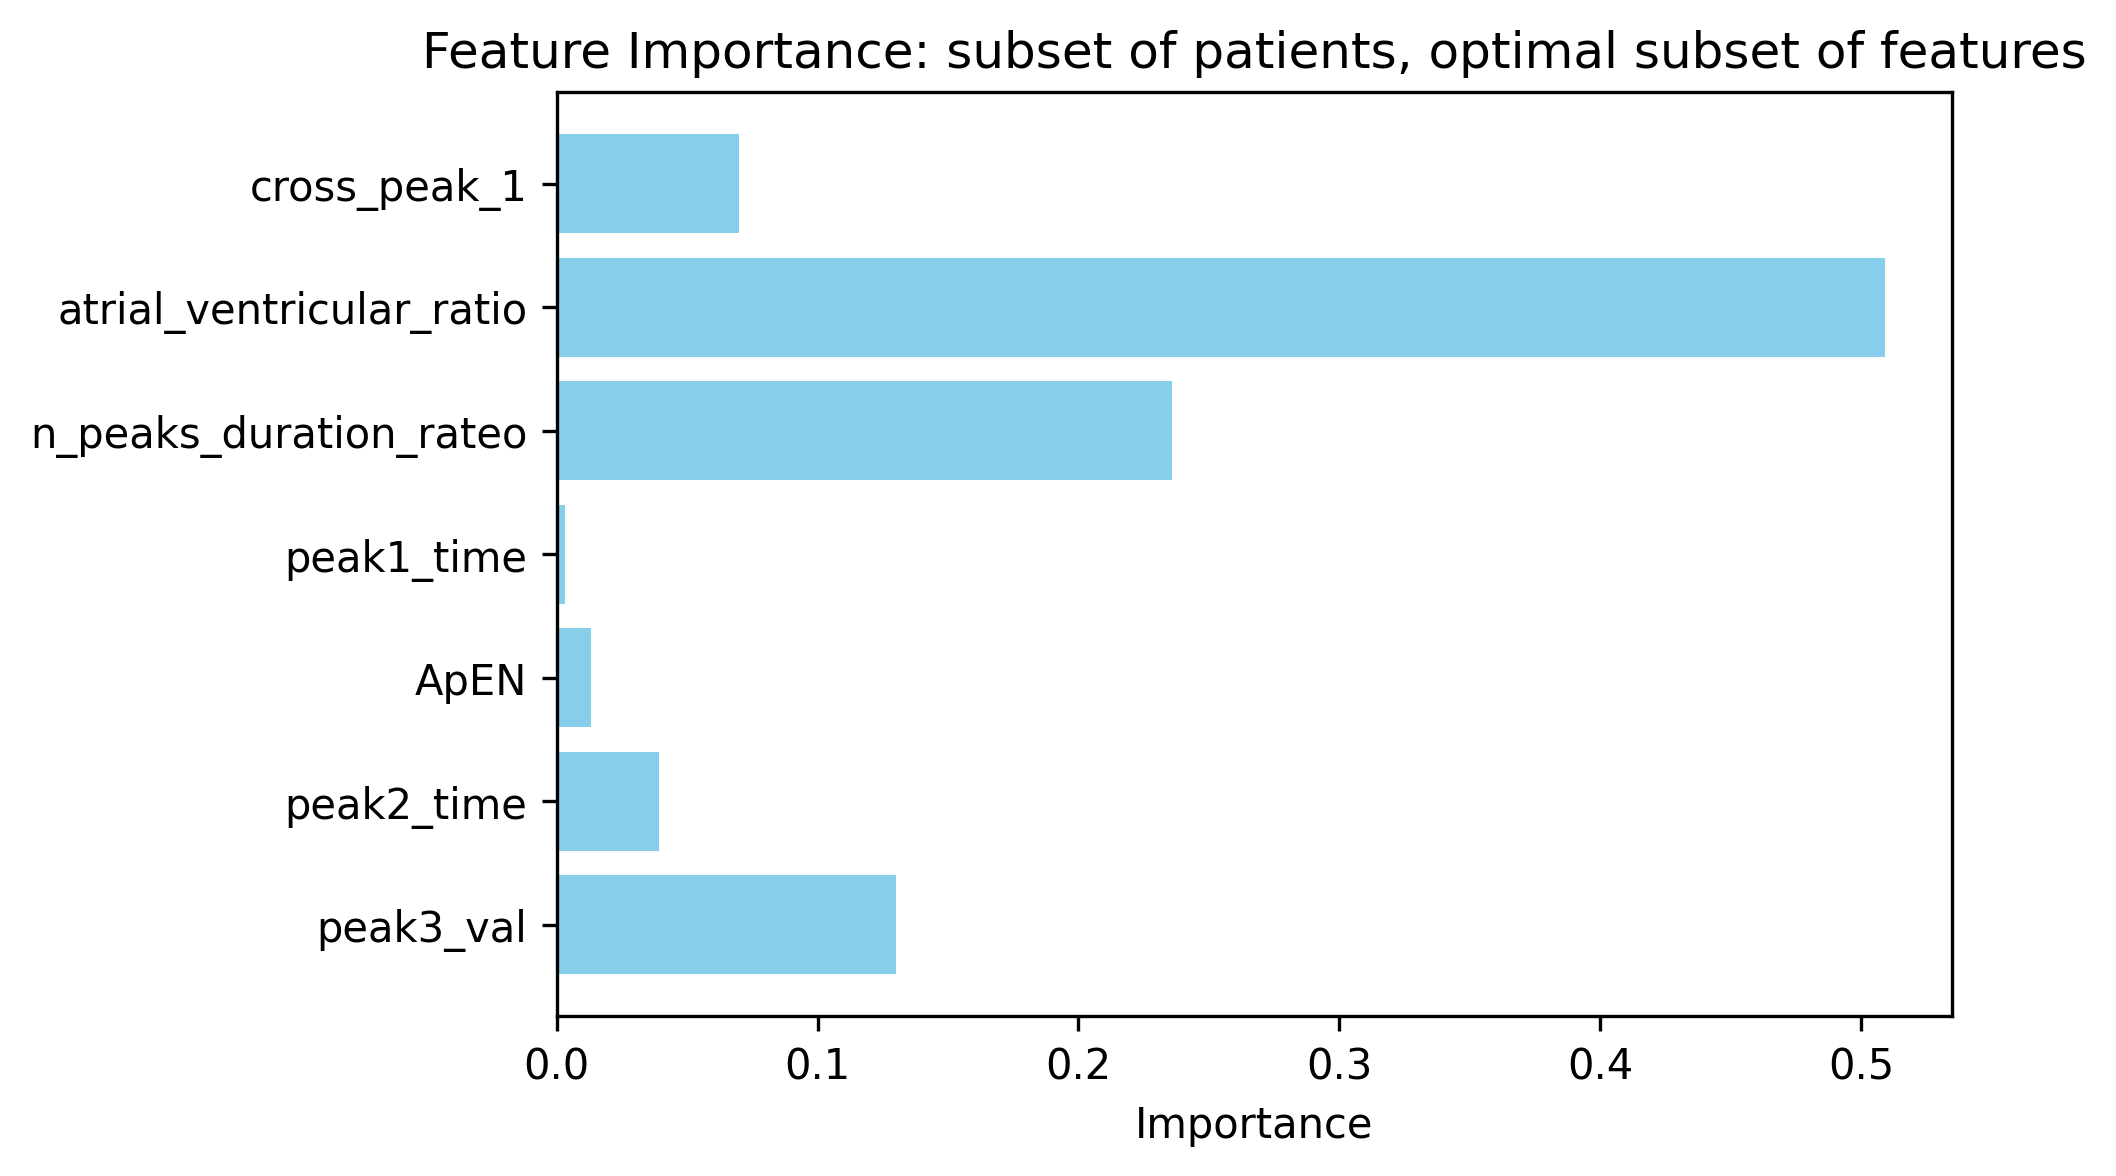 Feature Importance: subset of patients, optimal subset of features
cross_peak_1
atrial_ventricular_ratio
n_peaks_duration_rateo
peak1_time
ApEN
peak2_time
peak3_val
0.0 0.1 0.2 0.3 0.4 0.5
Importance